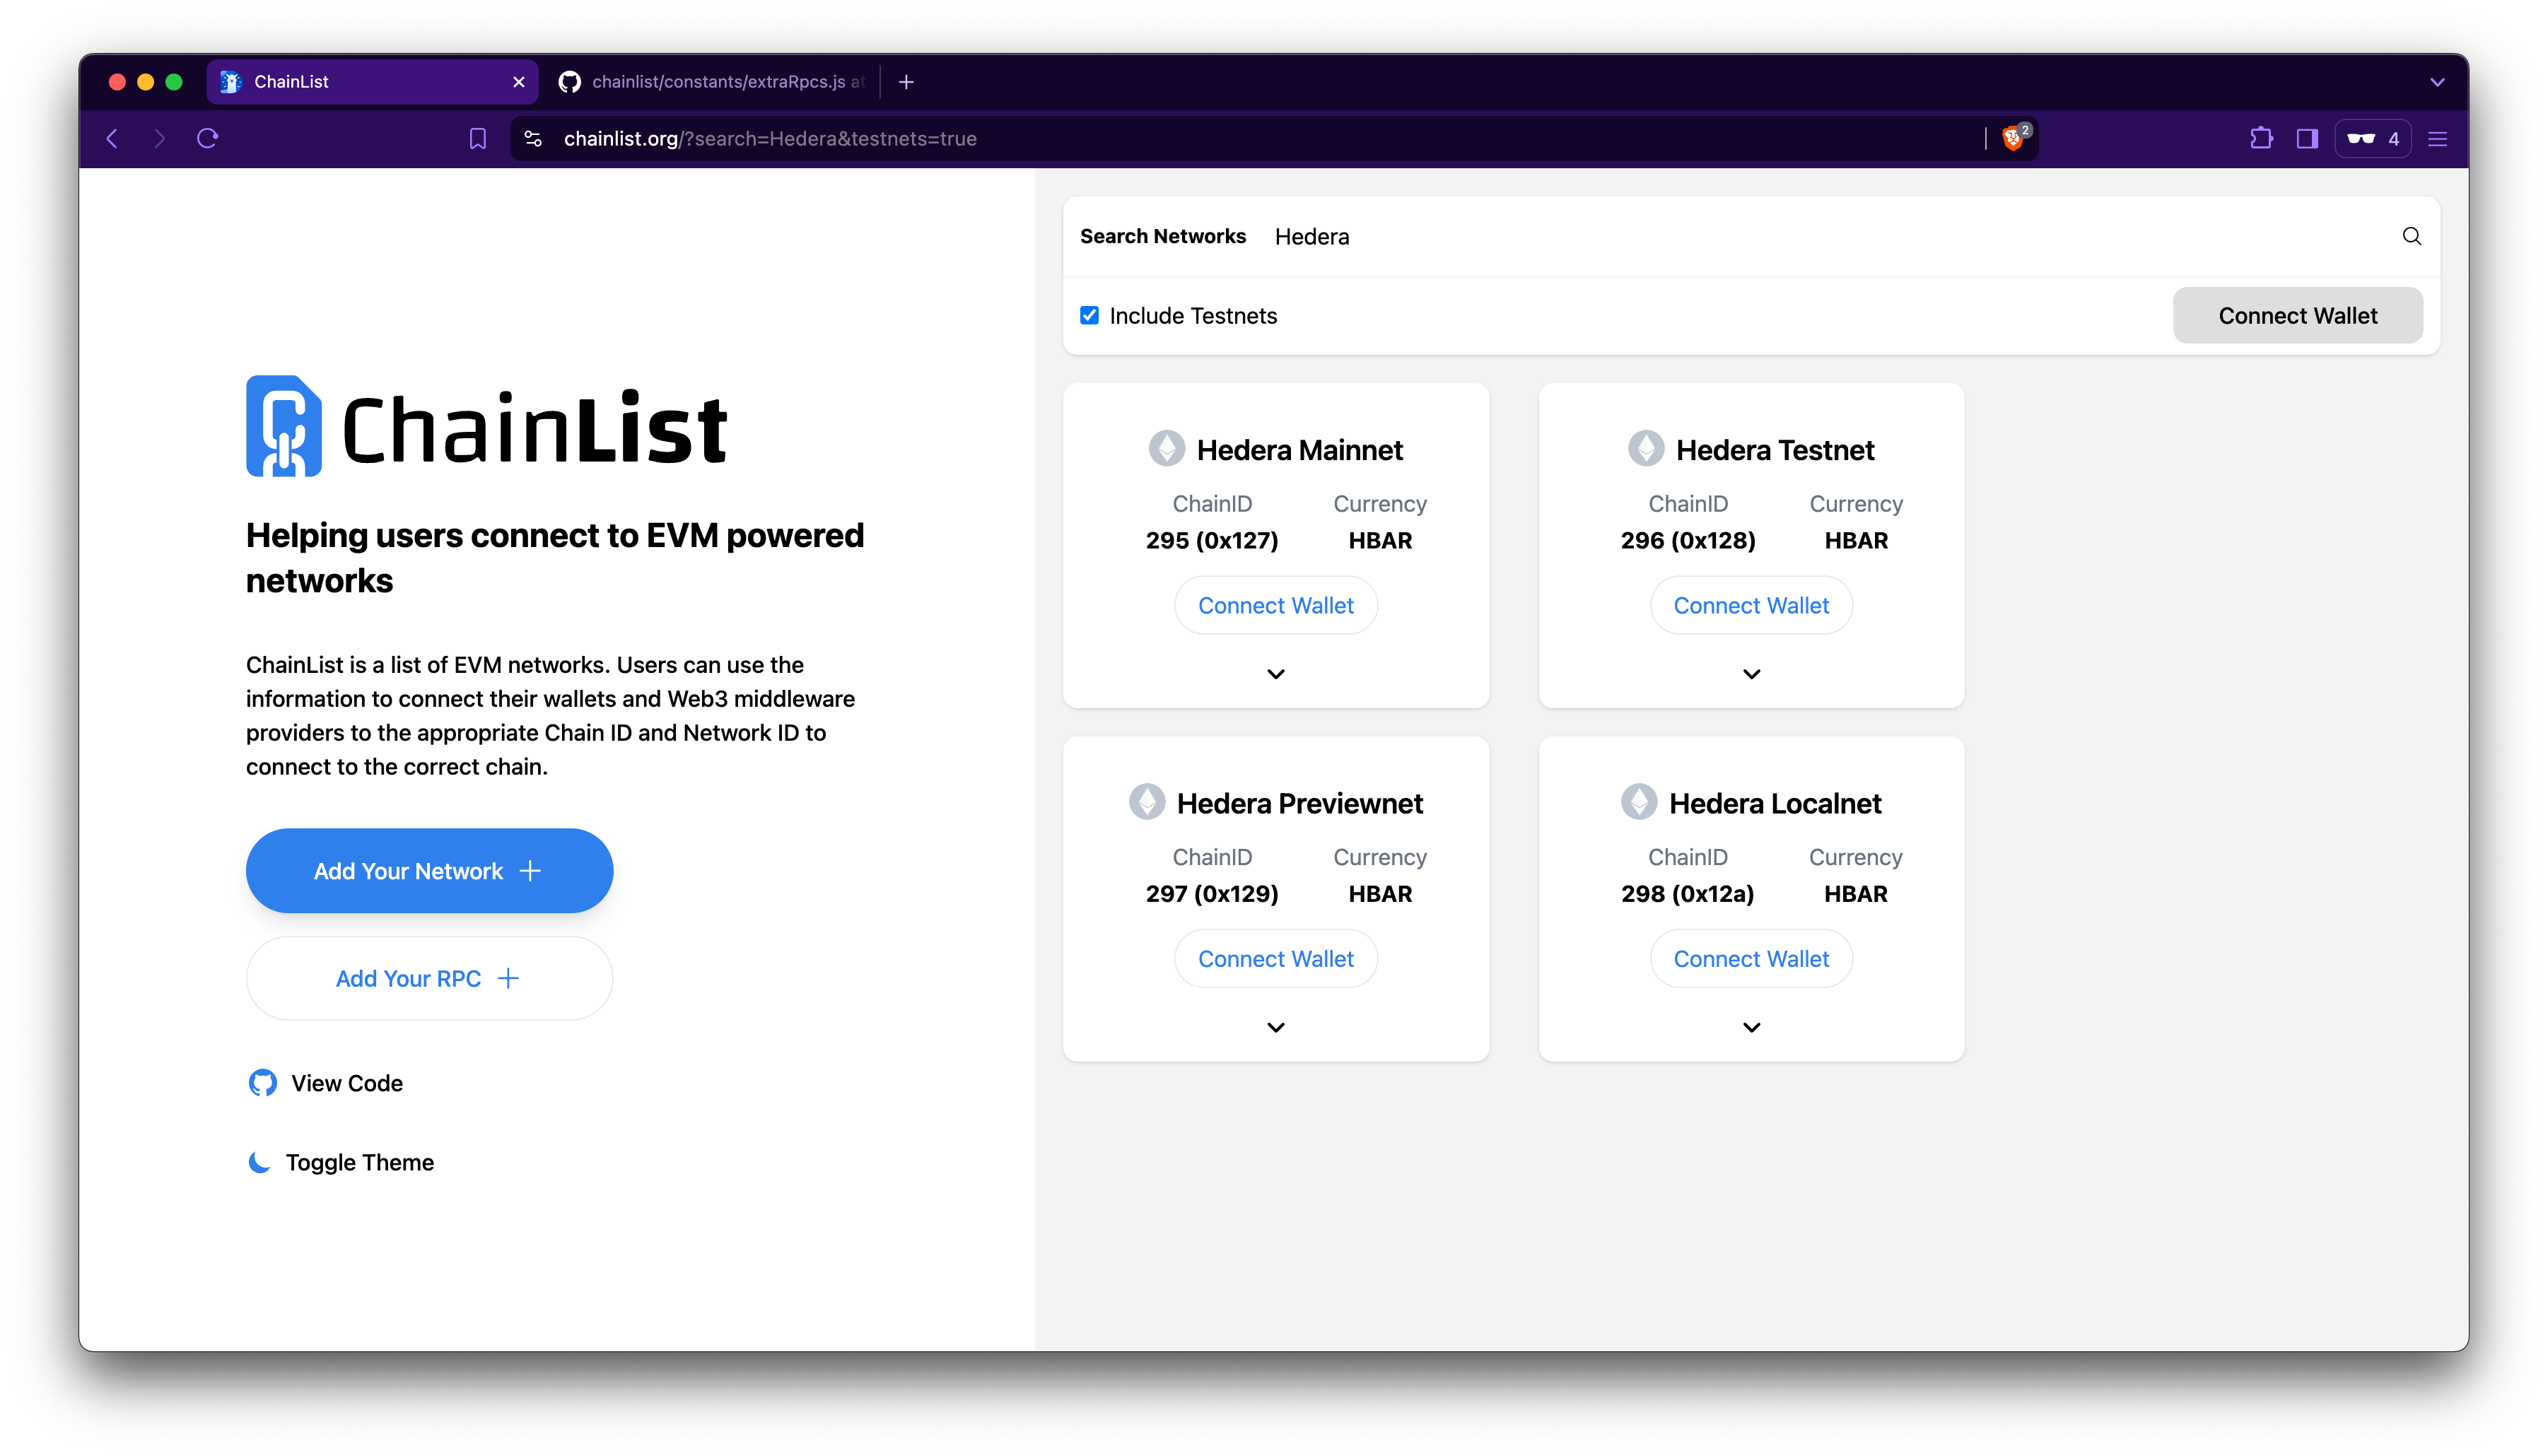 ChainList
chainlist/constants/extraRpcs.js at
chainlist.org/?search=Hedera&testnets=true
2
4
Search Networks Hedera
Include Testnets
Connect Wallet
ChainList
Helping users connect to EVM powered
networks
ChainList is a list of EVM networks. Users can use the
information to connect their wallets and Web3 middleware
providers to the appropriate Chain ID and Network ID to
connect to the correct chain.
Add Your Network
Add Your RPC
View Code
Toggle Theme
Hedera Mainnet
ChainID Currency
295 (0x127) HBAR
Connect Wallet
Hedera Testnet
ChainID Currency
296 (0x128) HBAR
Connect Wallet
Hedera Previewnet
ChainID Currency
297 (0x129) HBAR
Connect Wallet
Hedera Localnet
ChainID Currency
298 (0x12a) HBAR
Connect Wallet